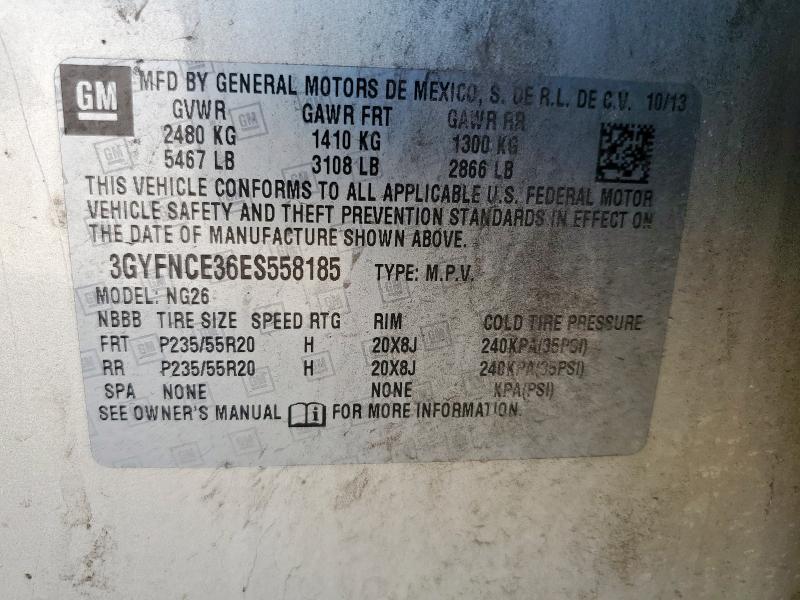 GM MFD BY GENERAL MOTORS DE MEXICO, S. DE R.L. DE C.V. 10/13
GVWR GAWR FRT GAWR RR
2480 KG 1410 KG 1300 KG
5467 LB 3108 LB 2866 LB
THIS VEHICLE CONFORMS TO ALL APPLICABLE U.S. FEDERAL MOTOR
VEHICLE SAFETY AND THEFT PREVENTION STANDARDS IN EFFECT ON
THE DATE OF MANUFACTURE SHOWN ABOVE.
3GYFNCE36ES558185 TYPE: M.P.V.
MODEL: NG26
NBBB TIRE SIZE SPEED RTG RIM COLD TIRE PRESSURE
FRT P235/55R20 H 20X8J 240KPA(35PSI)
RR P235/55R20 H 20X8J 240KPA(35PSI)
SPA NONE NONE KPA(PSI)
SEE OWNER'S MANUAL FOR MORE INFORMATION.